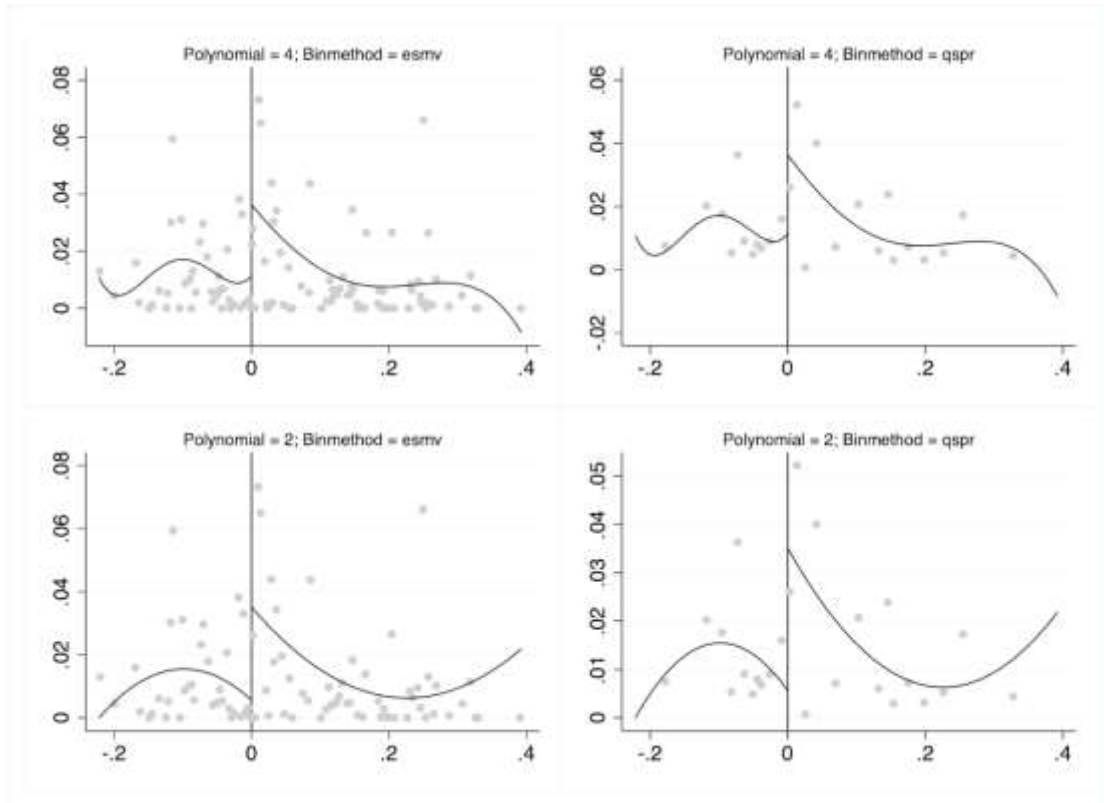 Polynomial = 4; Binmethod = esmv
.08
.06
.04
.02
0
-.2 0 .2 .4
Polynomial = 4; Binmethod = qspr
.06
.04
.02
0
-.02
-.2 0 .2 .4
Polynomial = 2; Binmethod = esmv
.08
.06
.04
.02
0
-.2 0 .2 .4
Polynomial = 2; Binmethod = qspr
.05
.04
.03
.02
.01
0
-.2 0 .2 .4